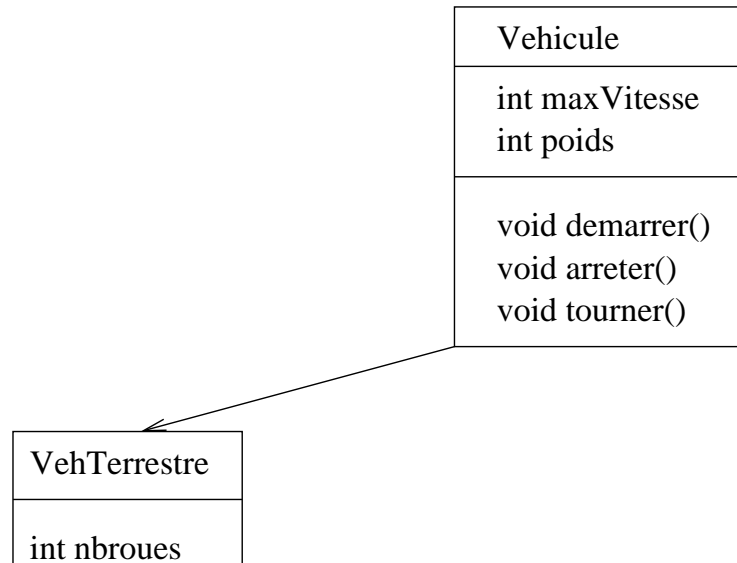 Vehicule
int maxVitesse
int poids
void demarrer()
void arreter()
void tourner()
VehTerrestre
int nbroues